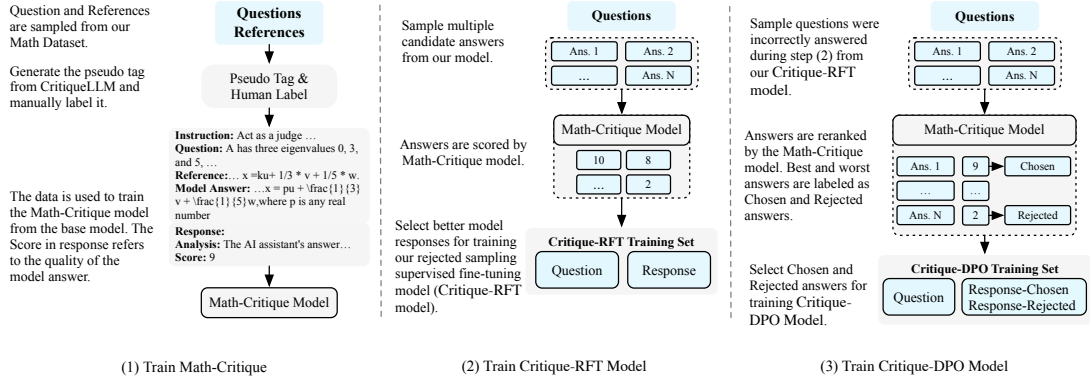 Question and References
are sampled from our
Math Dataset.
Generate the pseudo tag
from CritiqueLLM and
manually label it.
The data is used to train
the Math-Critique model
from the base model. The
Score in response refers
to the quality of the
model answer.
Questions
References
Pseudo Tag &
Human Label
Instruction: Act as a judge …
Question: A has three eigenvalues 0, 3,
and 5, …
Reference:… x =ku+ 1/3 * v + 1/5 * w.
Model Answer: …x = pu + \frac{1}{3}
v + \frac{1}{5}w,where p is any real
number
Response:
Analysis: The AI assistant's answer…
Score: 9
Math-Critique Model
(1) Train Math-Critique
Sample multiple
candidate answers
from our model.
Answers are scored by
Math-Critique model.
Select better model
responses for training
our rejected sampling
supervised fine-tuning
model (Critique-RFT
model).
Questions
Ans. 1 Ans. 2
… Ans. N
Math-Critique Model
10 8
… 2
Critique-RFT Training Set
Question Response
(2) Train Critique-RFT Model
Sample questions were
incorrectly answered
during step (2) from
our Critique-RFT
model.
Answers are reranked
by the Math-Critique
model. Best and worst
answers are labeled as
Chosen and Rejected
answers.
Select Chosen and
Rejected answers for
training Critique-
DPO Model.
Questions
Ans. 1 Ans. 2
… Ans. N
Math-Critique Model
Ans. 1 9 Chosen
… …
Ans. N 2 Rejected
Critique-DPO Training Set
Question
Response-Chosen
Response-Rejected
(3) Train Critique-DPO Model